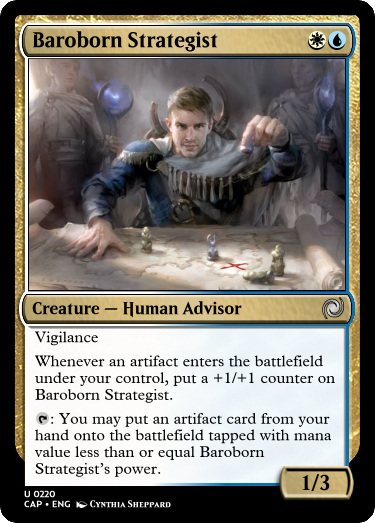 Baroborn Strategist
Creature — Human Advisor
Vigilance
Whenever an artifact enters the battlefield
under your control, put a +1/+1 counter on
Baroborn Strategist.
: You may put an artifact card from your
hand onto the battlefield tapped with mana
value less than or equal Baroborn
Strategist's power.
1/3
U 0220
CAP • ENG Cynthia Sheppard